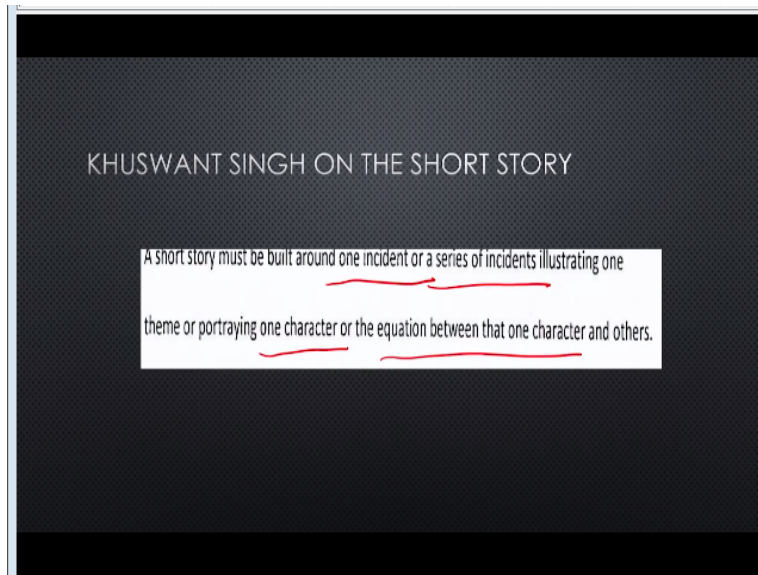 KHUSWANT SINGH ON THE SHORT STORY
A short story must be built around one incident or a series of incidents illustrating one
theme or portraying one character or the equation between that one character and others.